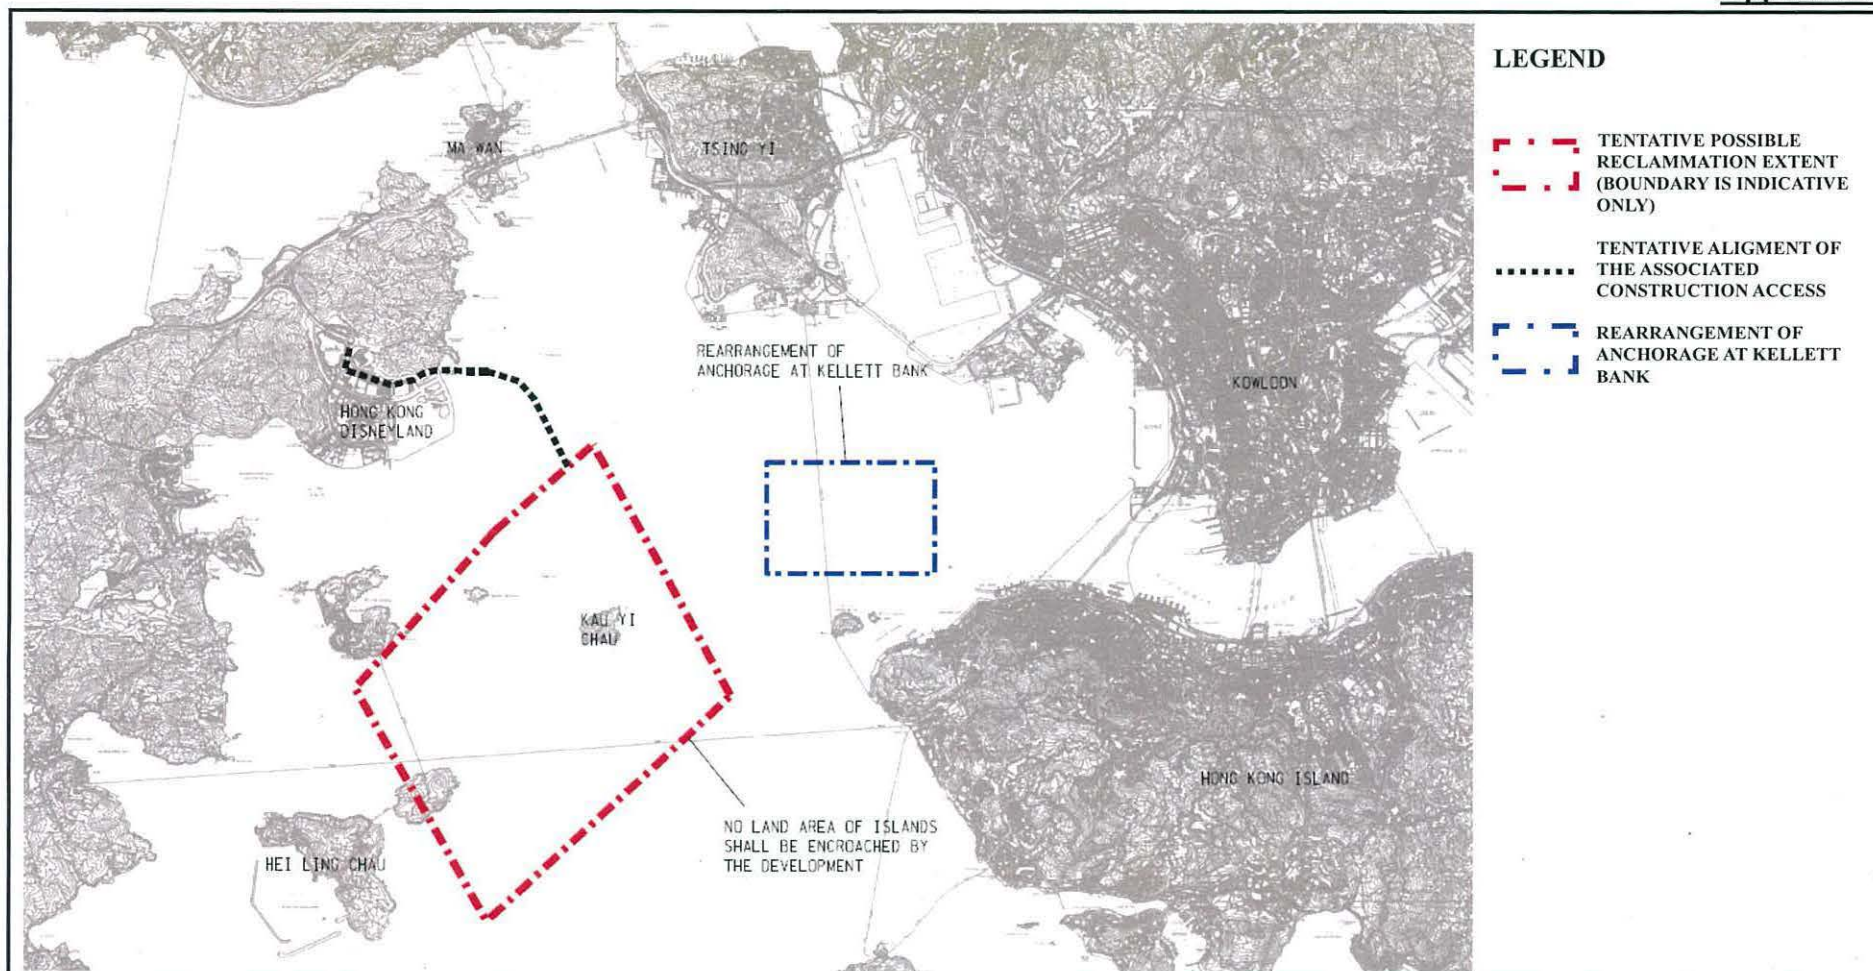 LEGEND
TENTATIVE POSSIBLE
RECLAMMATION EXTENT
(BOUNDARY IS INDICATIVE
ONLY)
TENTATIVE ALIGMENT OF
THE ASSOCIATED
CONSTRUCTION ACCESS
REARRANGEMENT OF
ANCHORAGE AT KELLETT
BANK
MA WAN
TSING YI
REARRANGEMENT OF
ANCHORAGE AT KELLETT BANK
KOWLOON
HONG KONG
DISNEYLAND
KAU YI
CHAU
HONG KONG ISLAND
NO LAND AREA OF ISLANDS
SHALL BE ENCROACHED BY
THE DEVELOPMENT
HEI LING CHAU